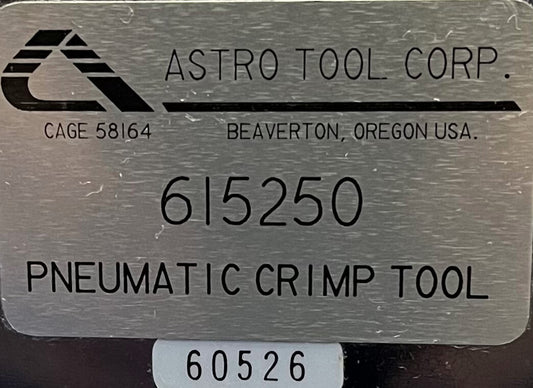 ASTRO TOOL CORP.
CAGE 58164 BEAVERTON, OREGON USA.
615250
PNEUMATIC CRIMP TOOL
60526